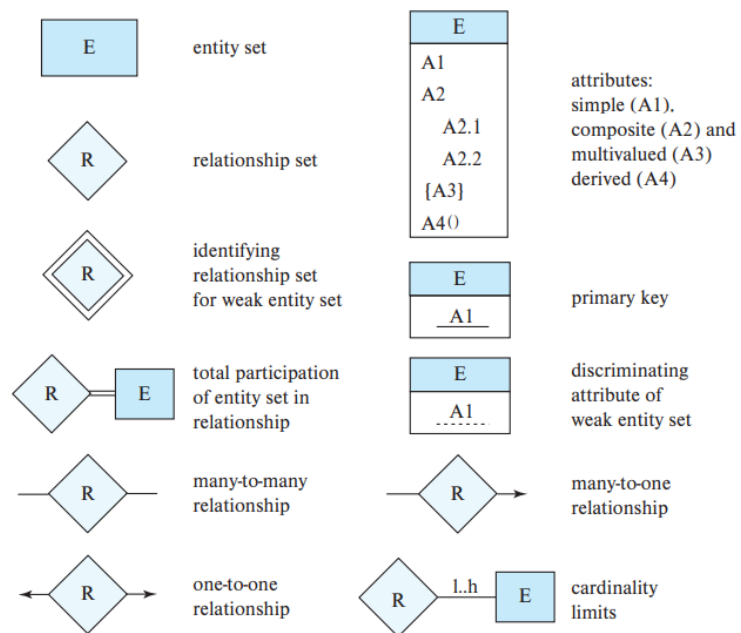 E
entity set
R
relationship set
R
identifying
relationship set
for weak entity set
R
E
total participation
of entity set in
relationship
R
many-to-many
relationship
R
one-to-one
relationship
E
A1
A2
A2.1
A2.2
{A3}
A4()
attributes:
simple (A1),
composite (A2) and
multivalued (A3)
derived (A4)
E
A1
primary key
E
A1
discriminating
attribute of
weak entity set
R
many-to-one
relationship
R
l..h
E
cardinality
limits